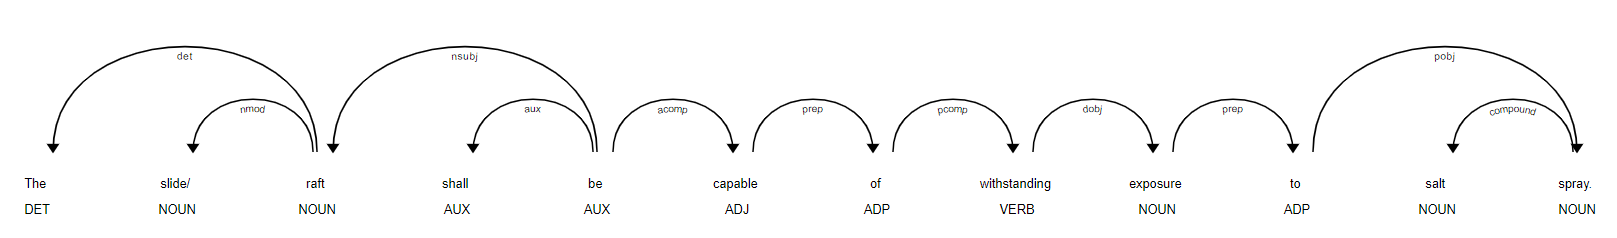 det nsubj pobj
nmod aux acomp prep pcomp dobj prep compound
The slide/ raft shall be capable of withstanding exposure to salt spray.
DET NOUN NOUN AUX AUX ADJ ADP VERB NOUN ADP NOUN NOUN